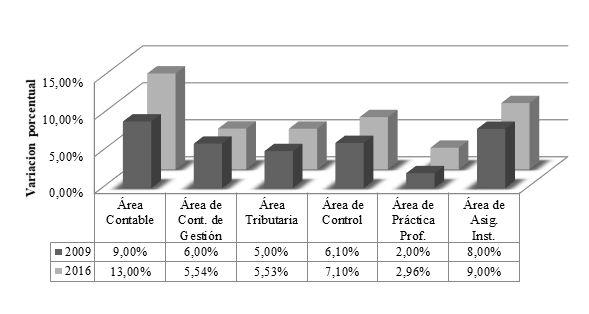 Variacion porcentual
15,00%
10,00%
5,00%
0,00%
Área Contable
Área de Cont. de Gestión
Área Tributaria
Área de Control
Área de Práctica Prof.
Área de Asig. Inst.
2009 9,00% 6,00% 5,00% 6,10% 2,00% 8,00%
2016 13,00% 5,54% 5,53% 7,10% 2,96% 9,00%